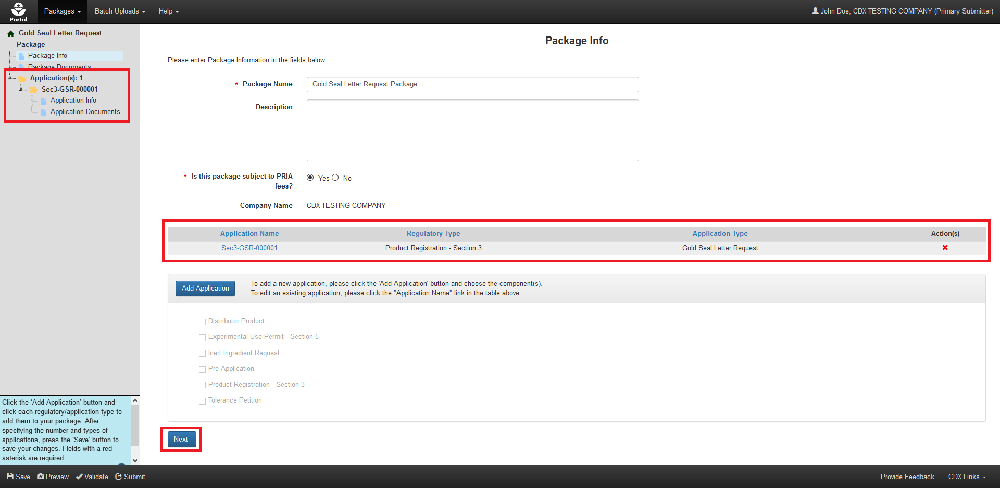 Portal
Packages
Batch Uploads
Help
John Doe, CDX TESTING COMPANY (Primary Submitter)
Gold Seal Letter Request
Package
Package Info
Package Documents
Application(s): 1
Sec3-GSR-000001
Application Info
Application Documents
Click the ‘Add Application’ button and
click each regulatory/application type to
add them to your package. After
specifying the number and types of
applications, press the ‘Save’ button to
save your changes. Fields with a red
asterisk are required.
Package Info
Please enter Package Information in the fields below.
* Package Name
Gold Seal Letter Request Package
Description
* Is this package subject to PRIA
fees?
Yes No
Company Name
CDX TESTING COMPANY
Application Name Regulatory Type Application Type Action(s)
Sec3-GSR-000001 Product Registration - Section 3 Gold Seal Letter Request
Add Application
To add a new application, please click the 'Add Application' button and choose the component(s).
To edit an existing application, please click the "Application Name" link in the table above.
Distributor Product
Experimental Use Permit - Section 5
Inert Ingredient Request
Pre-Application
Product Registration - Section 3
Tolerance Petition
Next
Save Preview Validate Submit
Provide Feedback CDX Links